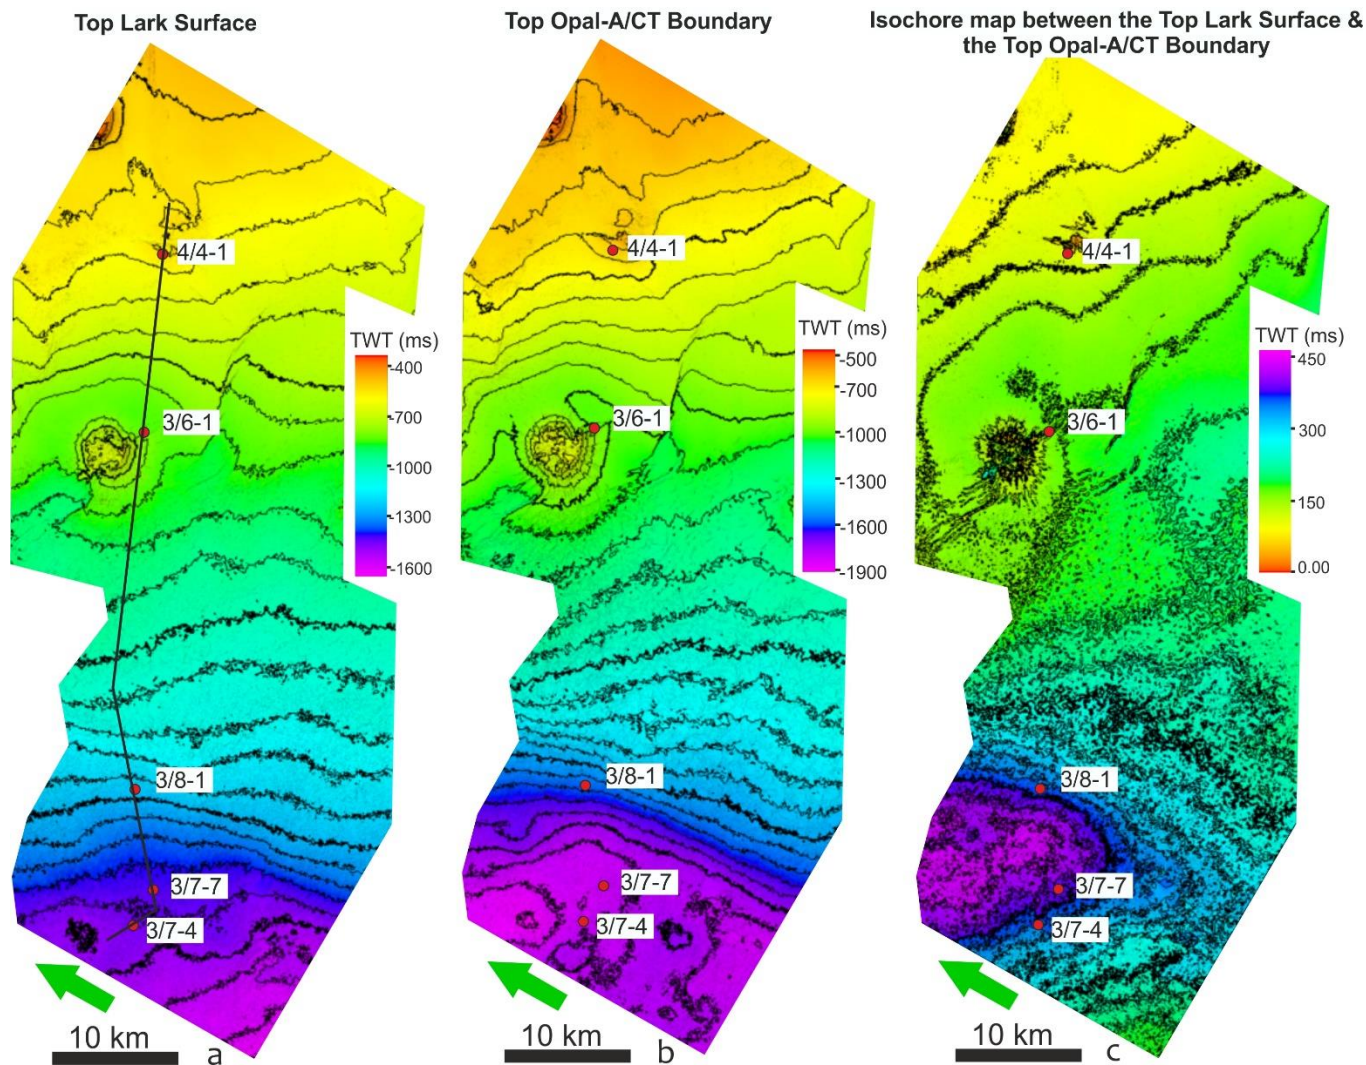 Top Lark Surface
Top Opal-A/CT Boundary
Isochore map between the Top Lark Surface &
the Top Opal-A/CT Boundary
4/4-1
3/6-1
3/8-1
3/7-7
3/7-4
TWT (ms)
-400
-700
-1000
-1300
-1600
10 km
a
4/4-1
3/6-1
3/8-1
3/7-7
3/7-4
TWT (ms)
-500
-700
-1000
-1300
-1600
-1900
10 km
b
4/4-1
3/6-1
3/8-1
3/7-7
3/7-4
TWT (ms)
450
300
150
0.00
10 km
c